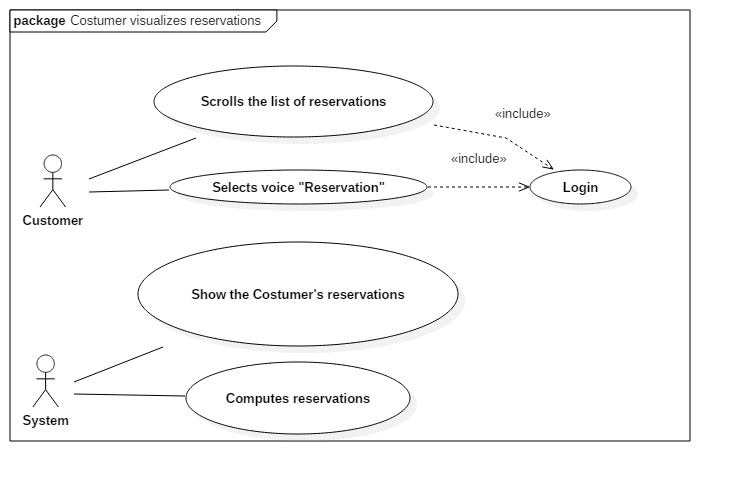 package Costumer visualizes reservations
Scrolls the list of reservations
«include»
«include»
Selects voice "Reservation"
Login
Customer
Show the Costumer's reservations
Computes reservations
System